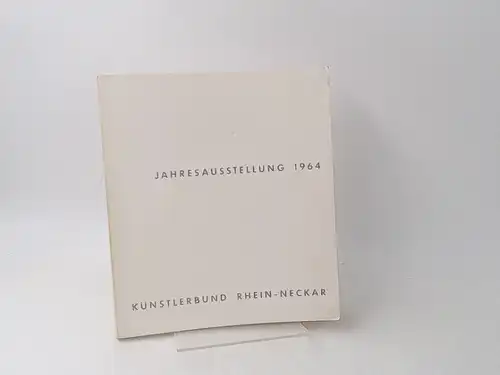 JAHRESAUSSTELLUNG 1964
KÜNSTLERBUND RHEIN-NECKAR